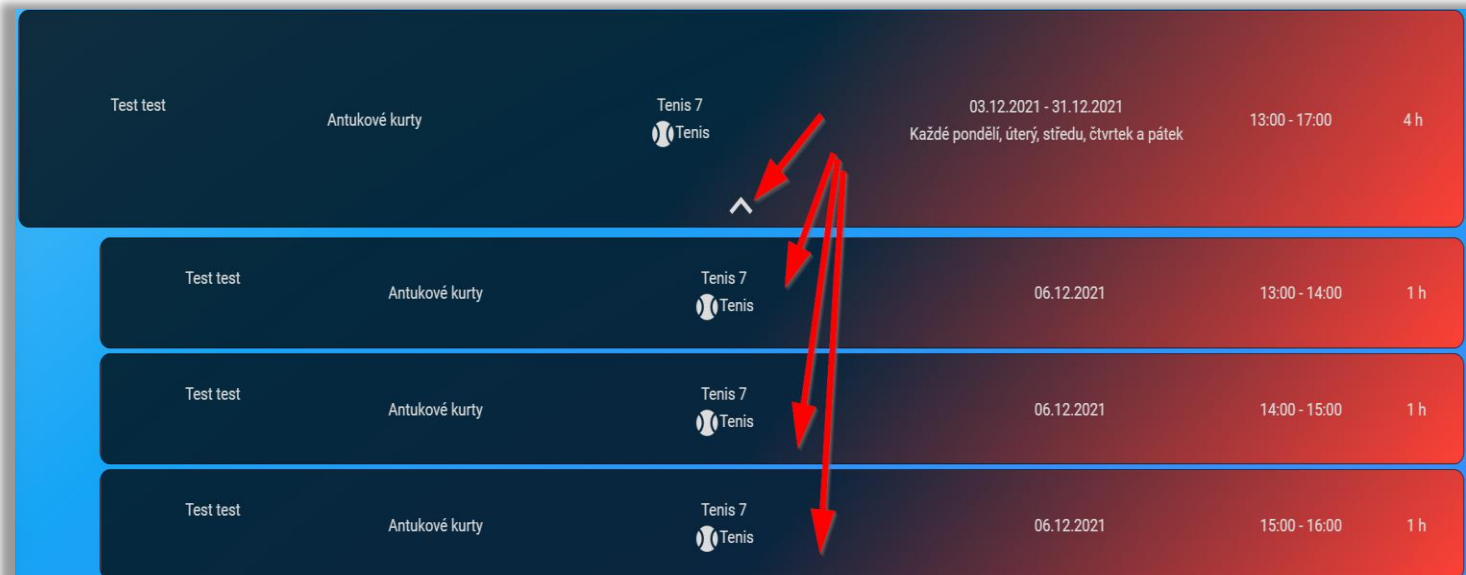 Test test
Antukové kurty
Tenis 7
Tenis
03.12.2021 - 31.12.2021
Každé pondělí, úterý, středu, čtvrtek a pátek
13:00 - 17:00
4 h
Test test
Antukové kurty
Tenis 7
Tenis
06.12.2021
13:00 - 14:00
1 h
Test test
Antukové kurty
Tenis 7
Tenis
06.12.2021
14:00 - 15:00
1 h
Test test
Antukové kurty
Tenis 7
Tenis
06.12.2021
15:00 - 16:00
1 h